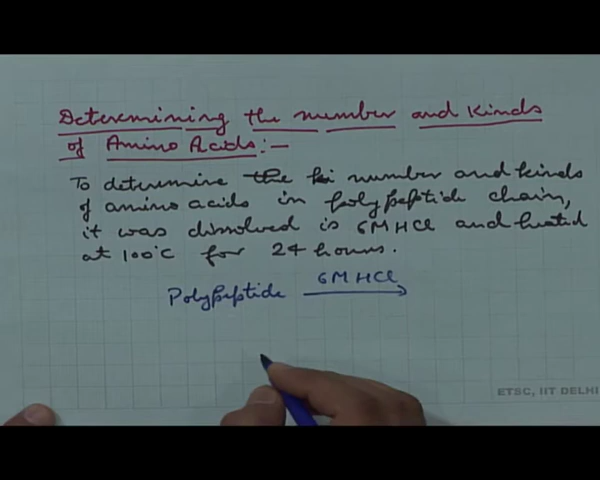 Determining the number and kinds
of Amino Acids:-
To determine the ki number and kinds
of amino acids in polypeptide chain,
it was dissolved is 6M HCl and heated
at 100°C for 24 hours.
6M HCl
Polypeptide ⟶
ETSC, IIT DELHI